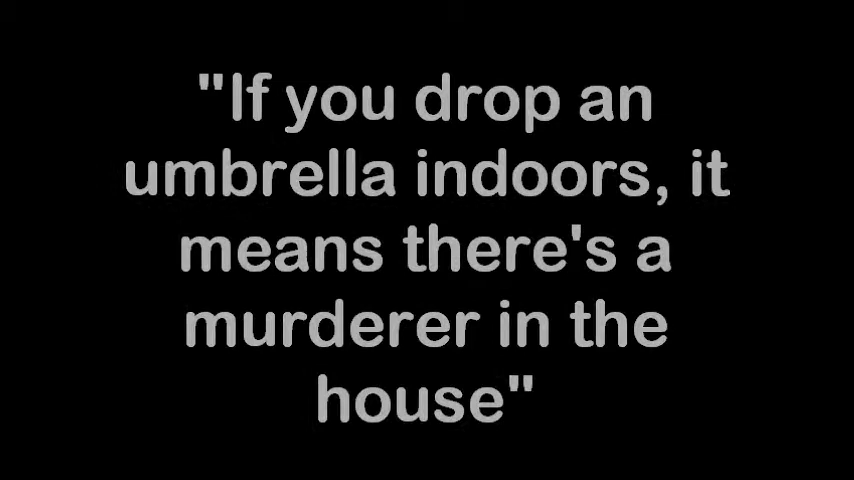 "If you drop an
umbrella indoors, it
means there's a
murderer in the
house"